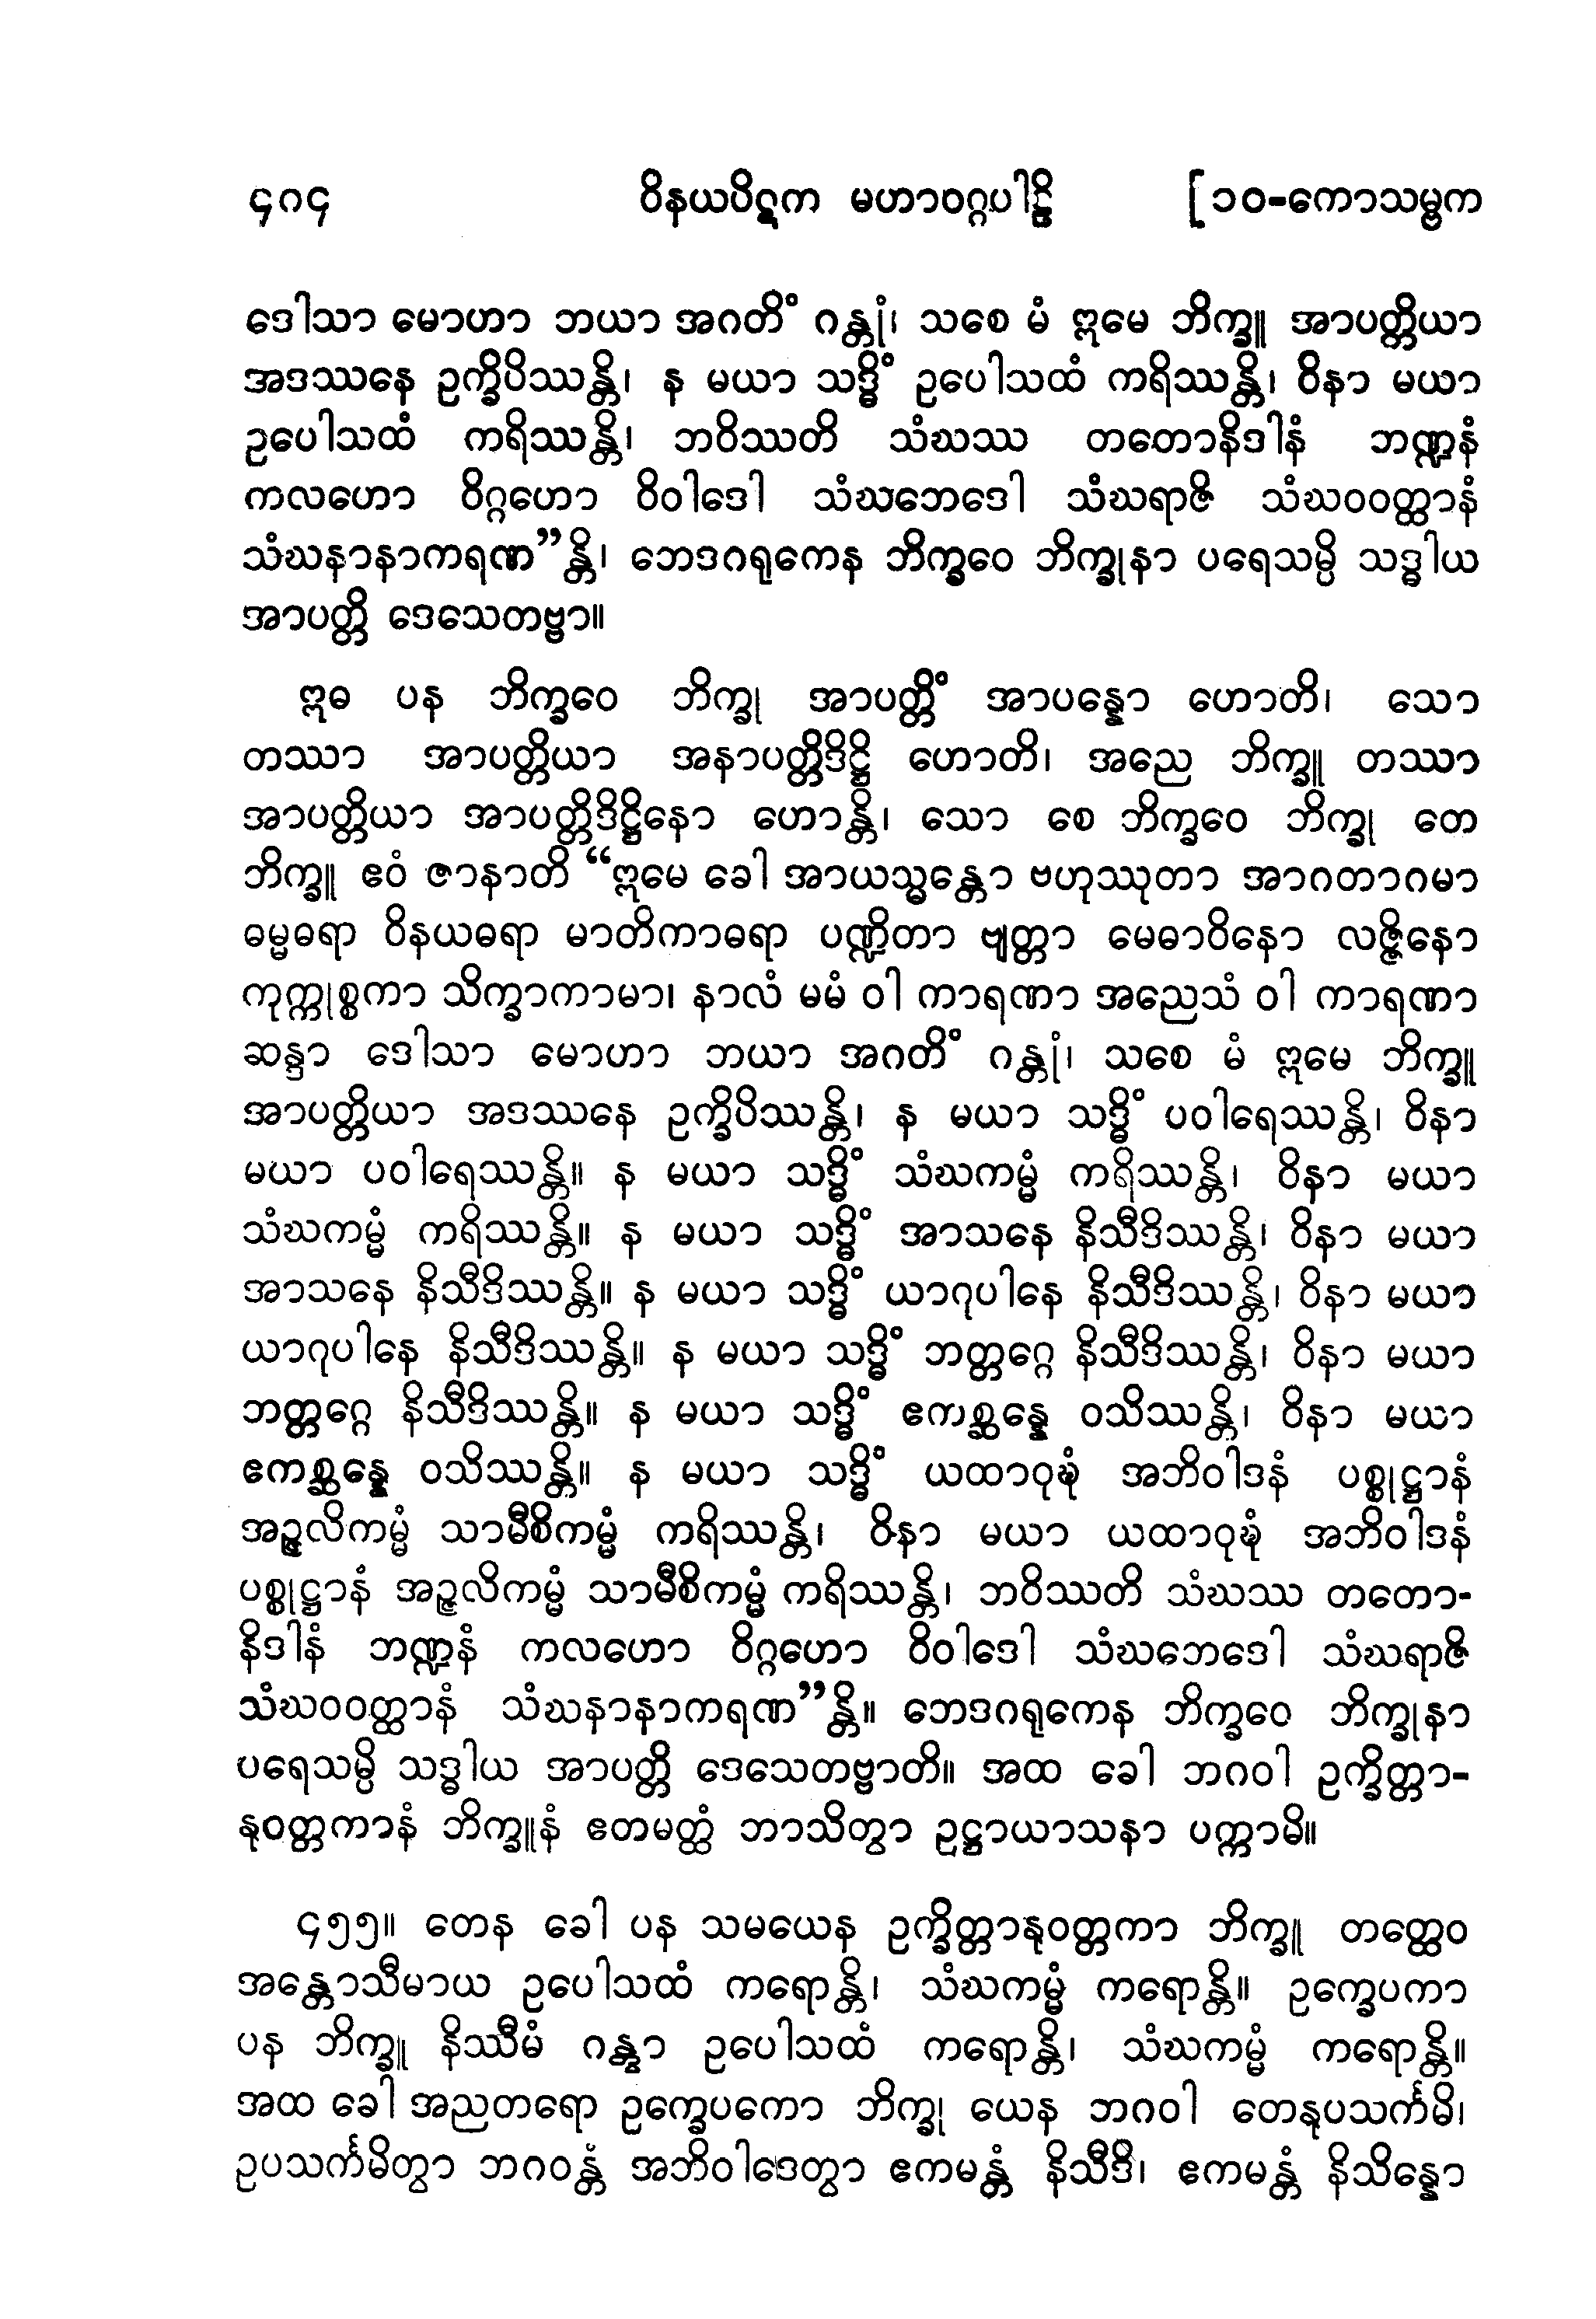 ၄၈၄ ဝိနယပိဋက မဟာဝဂ္ဂပါဠိ [၁၀-ကောသမ္ဗက
ဒေါသာ မောဟာ ဘယာ အဂတိံ ဂန္တုံ၊ သစေ မံ ဣမေ ဘိက္ခူ အာပတ္တိယာ
အဒဿနေ ဥက္ခိပိဿန္တိ၊ န မယာ သဒ္ဓိံ ဥပေါသထံ ကရိဿန္တိ၊ ဝိနာ မယာ
ဥပေါသထံ ကရိဿန္တိ၊ ဘဝိဿတိ သံဃဿ တတောနိဒါနံ ဘဏ္ဍနံ
ကလဟော ဝိဂ္ဂဟော ဝိဝါဒေါ သံဃဘေဒေါ သံဃရာဇိ သံဃဝဝတ္ထာနံ
သံဃနာနာကရဏ”န္တိ၊ ဘေဒဂရုကေန ဘိက္ခဝေ ဘိက္ခုနာ ပရေသမ္ပိ သဒ္ဓါယ
အာပတ္တိ ဒေသေတဗ္ဗာ။
ဣဓ ပန ဘိက္ခဝေ ဘိက္ခု အာပတ္တိံ အာပန္နော ဟောတိ၊ သော
တဿာ အာပတ္တိယာ အနာပတ္တိဒိဋ္ဌိ ဟောတိ၊ အညေ ဘိက္ခူ တဿာ
အာပတ္တိယာ အာပတ္တိဒိဋ္ဌိနော ဟောန္တိ၊ သော စေ ဘိက္ခဝေ ဘိက္ခု တေ
ဘိက္ခူ ဧဝံ ဇာနာတိ “ဣမေ ခေါ အာယသ္မန္တော ဗဟုဿုတာ အာဂတာဂမာ
ဓမ္မဓရာ ဝိနယဓရာ မာတိကာဓရာ ပဏ္ဍိတာ ဗျတ္တာ မေဓာဝိနော လဇ္ဇိနော
ကုက္ကုစ္စကာ သိက္ခာကာမာ၊ နာလံ မမံ ဝါ ကာရဏာ အညေသံ ဝါ ကာရဏာ
ဆန္ဒာ ဒေါသာ မောဟာ ဘယာ အဂတိံ ဂန္တုံ၊ သစေ မံ ဣမေ ဘိက္ခူ
အာပတ္တိယာ အဒဿနေ ဥက္ခိပိဿန္တိ၊ န မယာ သဒ္ဓိံ ပဝါရေဿန္တိ၊ ဝိနာ
မယာ ပဝါရေဿန္တိ။ န မယာ သဒ္ဓိံ သံဃကမ္မံ ကရိဿန္တိ၊ ဝိနာ မယာ
သံဃကမ္မံ ကရိဿန္တိ။ န မယာ သဒ္ဓိံ အာသနေ နိသီဒိဿန္တိ၊ ဝိနာ မယာ
အာသနေ နိသီဒိဿန္တိ။ န မယာ သဒ္ဓိံ ယာဂုပါနေ နိသီဒိဿန္တိ၊ ဝိနာ မယာ
ယာဂုပါနေ နိသီဒိဿန္တိ။ န မယာ သဒ္ဓိံ ဘတ္တဂ္ဂေ နိသီဒိဿန္တိ၊ ဝိနာ မယာ
ဘတ္တဂ္ဂေ နိသီဒိဿန္တိ။ န မယာ သဒ္ဓိံ ဧကစ္ဆန္နေ ဝသိဿန္တိ၊ ဝိနာ မယာ
ဧကစ္ဆန္နေ ဝသိဿန္တိ။ န မယာ သဒ္ဓိံ ယထာဝုဍ္ဎံ အဘိဝါဒနံ ပစ္စုဋ္ဌာနံ
အဉ္ဇလိကမ္မံ သာမီစိကမ္မံ ကရိဿန္တိ၊ ဝိနာ မယာ ယထာဝုဍ္ဎံ အဘိဝါဒနံ
ပစ္စုဋ္ဌာနံ အဉ္ဇလိကမ္မံ သာမီစိကမ္မံ ကရိဿန္တိ၊ ဘဝိဿတိ သံဃဿ တတော-
နိဒါနံ ဘဏ္ဍနံ ကလဟော ဝိဂ္ဂဟော ဝိဝါဒေါ သံဃဘေဒေါ သံဃရာဇိ
သံဃဝဝတ္ထာနံ သံဃနာနာကရဏ”န္တိ။ ဘေဒဂရုကေန ဘိက္ခဝေ ဘိက္ခုနာ
ပရေသမ္ပိ သဒ္ဓါယ အာပတ္တိ ဒေသေတဗ္ဗာတိ။ အထ ခေါ ဘဂဝါ ဥက္ခိတ္တာ-
နုဝတ္တကာနံ ဘိက္ခူနံ ဧတမတ္ထံ ဘာသိတွာ ဥဋ္ဌာယာသနာ ပက္ကာမိ။
၄၅၅။ တေန ခေါ ပန သမယေန ဥက္ခိတ္တာနုဝတ္တကာ ဘိက္ခူ တတ္ထေဝ
အန္တောသီမာယ ဥပေါသထံ ကရောန္တိ၊ သံဃကမ္မံ ကရောန္တိ။ ဥက္ခေပကာ
ပန ဘိက္ခူ နိဿီမံ ဂန္တွာ ဥပေါသထံ ကရောန္တိ၊ သံဃကမ္မံ ကရောန္တိ။
အထ ခေါ အညတရော ဥက္ခေပကော ဘိက္ခု ယေန ဘဂဝါ တေနုပသင်္ကမိ၊
ဥပသင်္ကမိတွာ ဘဂဝန္တံ အဘိဝါဒေတွာ ဧကမန္တံ နိသီဒိ၊ ဧကမန္တံ နိသိန္နော